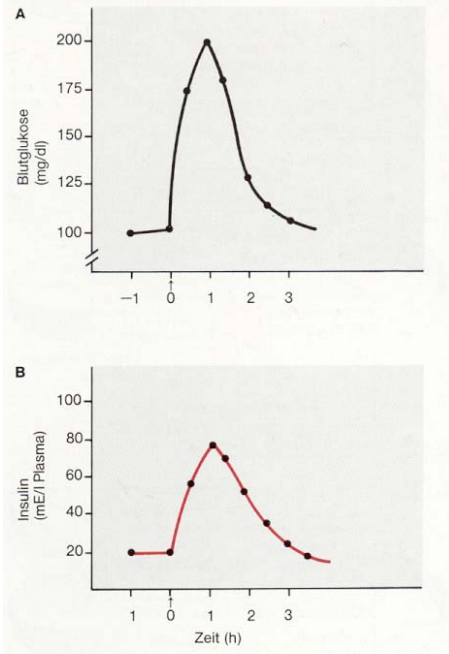 A
200
175
150
125
100
Blutglukose
(mg/dl)
−1 0 1 2 3
B
100
80
60
40
20
Insulin
(mE/l Plasma)
1 0 1 2 3
Zeit (h)